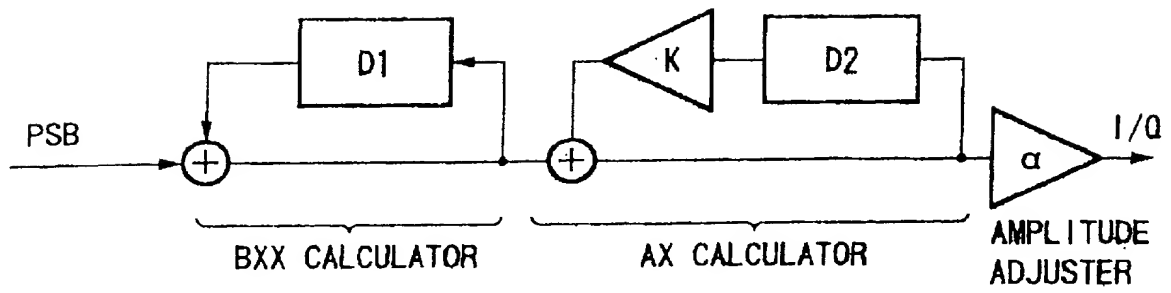 D1
K
D2
PSB
+
+
α
I/Q
BXX CALCULATOR
AX CALCULATOR
AMPLITUDE
ADJUSTER